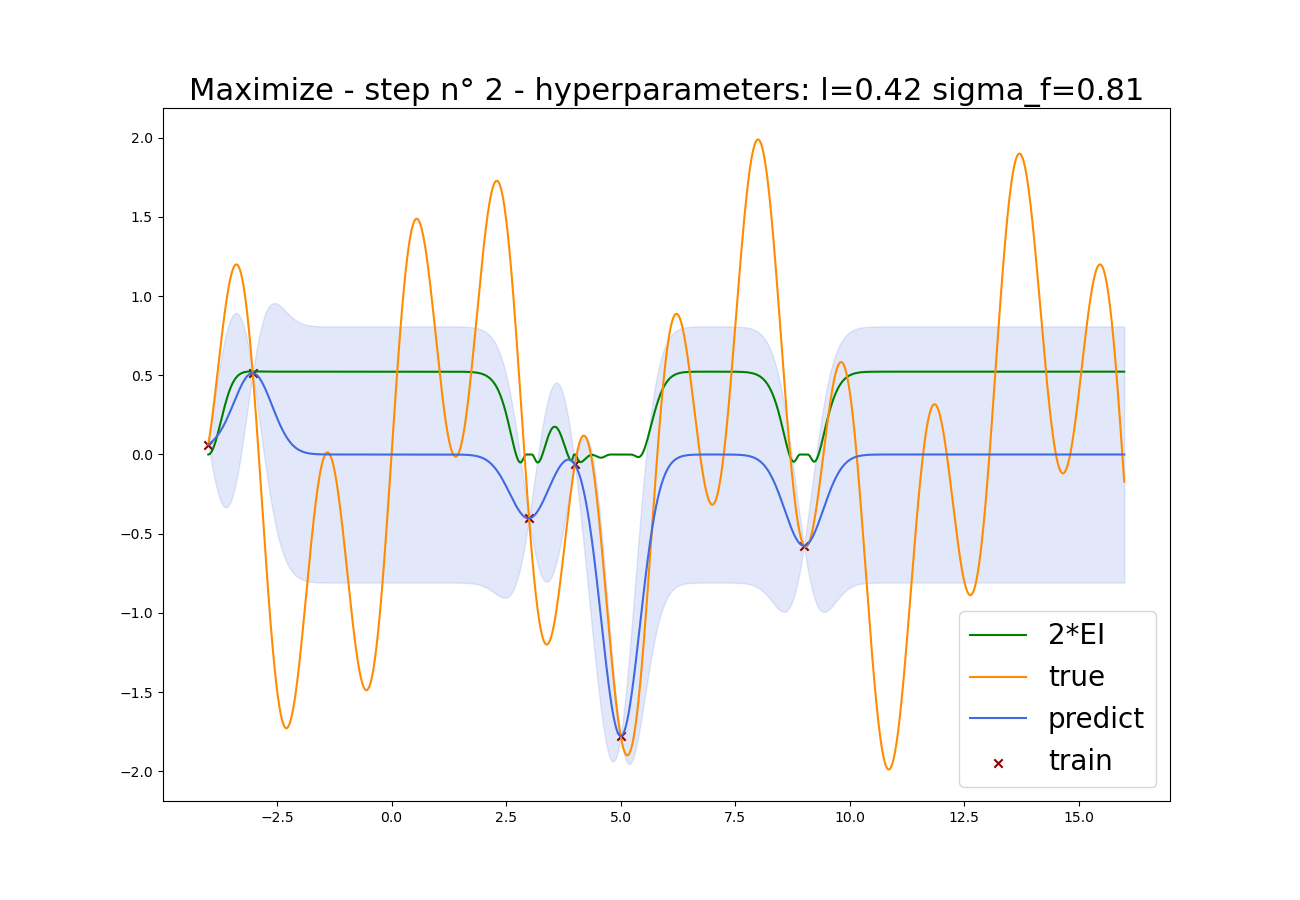 Maximize - step n° 2 - hyperparameters: l=0.42 sigma_f=0.81
2.0
1.5
1.0
0.5
0.0
−0.5
−1.0
−1.5
−2.0
−2.5 0.0 2.5 5.0 7.5 10.0 12.5 15.0
2*EI
true
predict
train